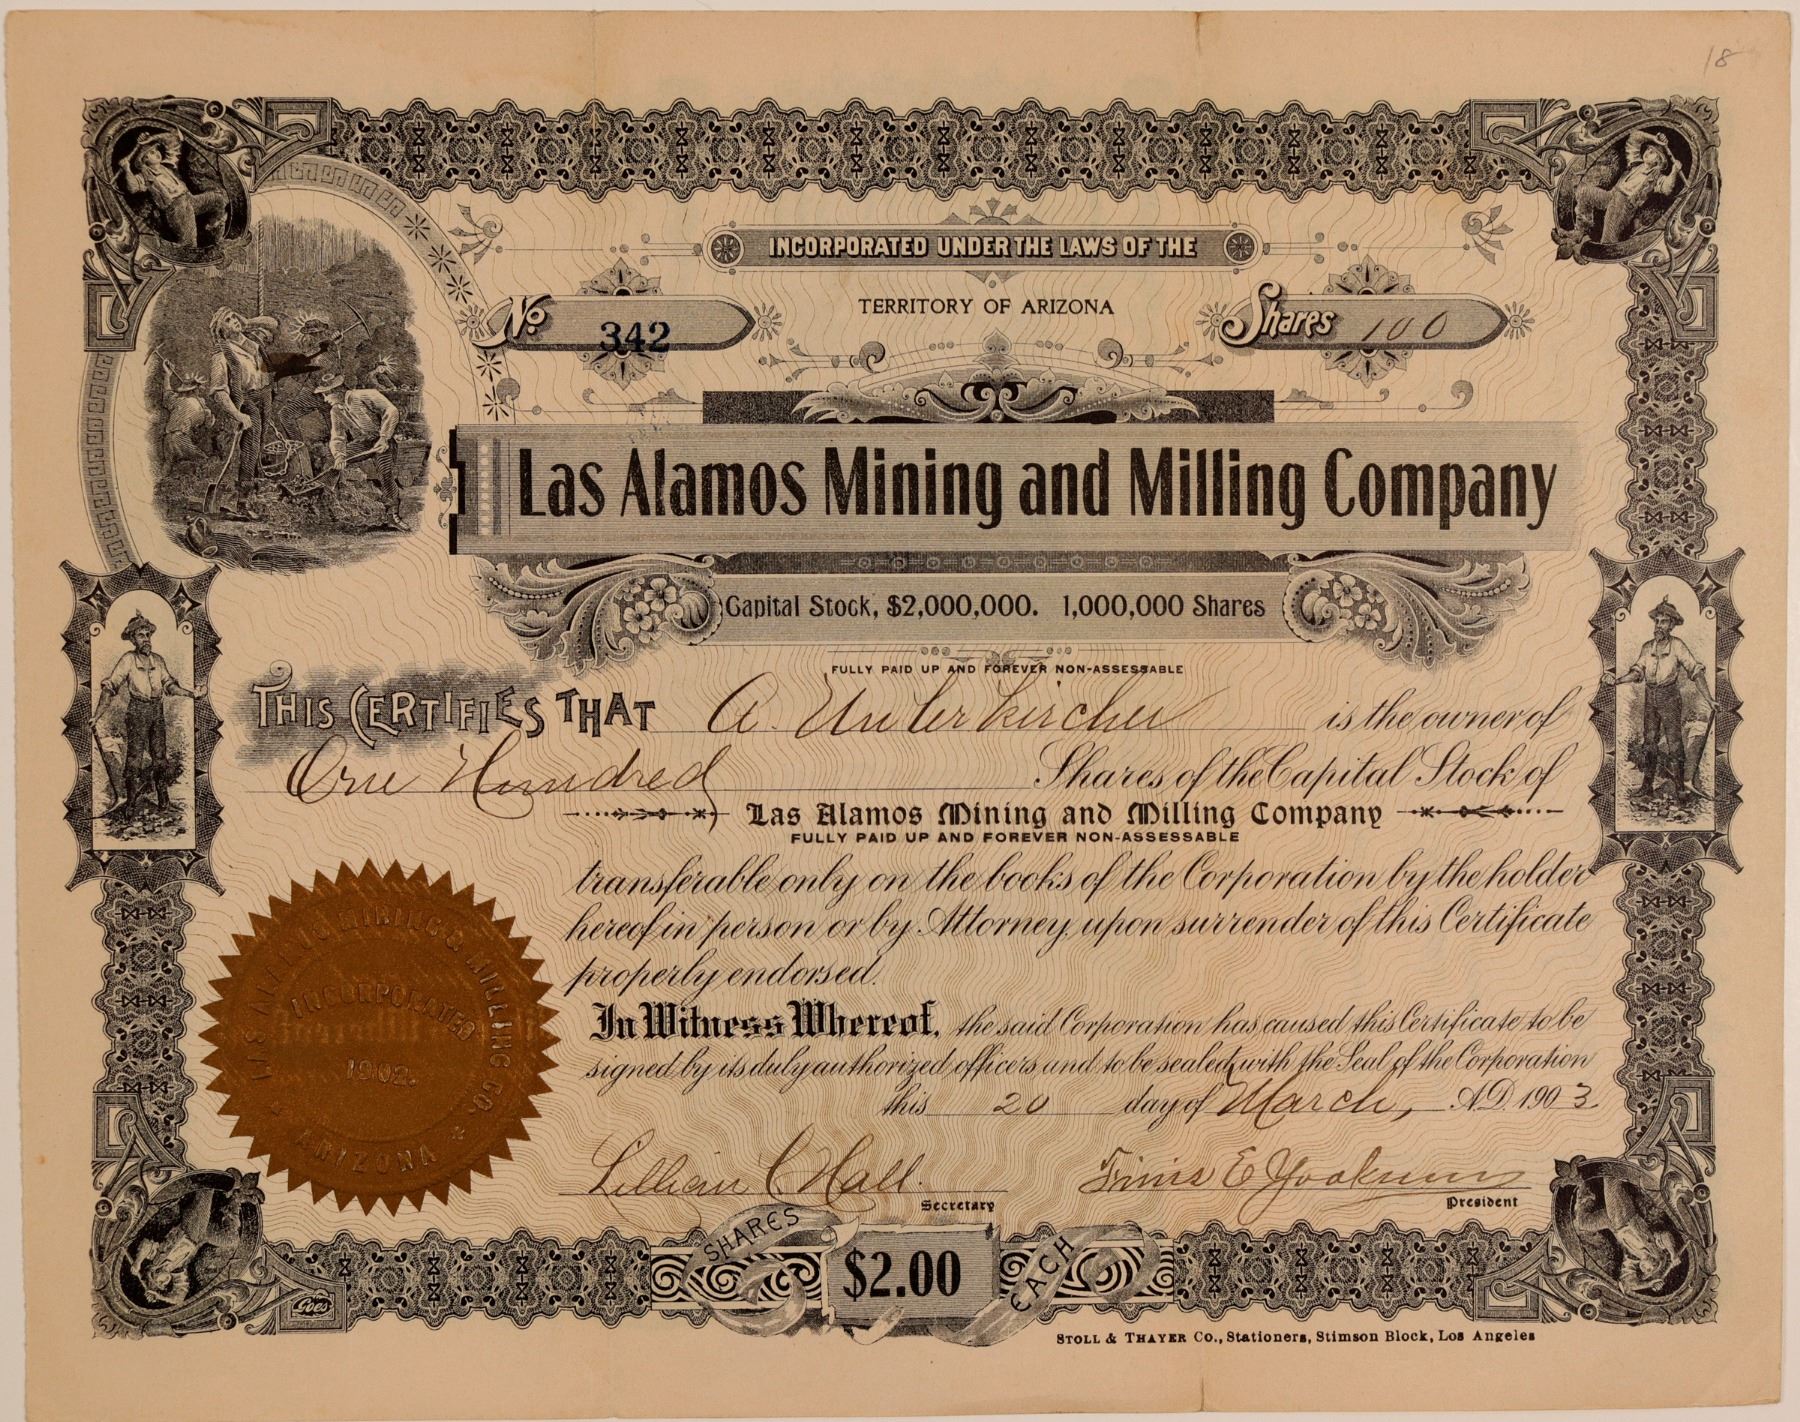 18
INCORPORATED UNDER THE LAWS OF THE
TERRITORY OF ARIZONA
No. 342
Shares 100
Las Alamos Mining and Milling Company
Capital Stock, $2,000,000. 1,000,000 Shares
FULLY PAID UP AND FOREVER NON-ASSESSABLE
THIS CERTIFIES THAT A. Unterkircher is the owner of
One Hundred Shares of the Capital Stock of
Las Alamos Mining and Milling Company
FULLY PAID UP AND FOREVER NON-ASSESSABLE
transferable only on the books of the Corporation by the holder
hereof in person or by Attorney, upon surrender of this Certificate
properly endorsed.
In Witness Whereof, the said Corporation has caused this Certificate to be
signed by its duly authorized officers and to be sealed with the Seal of the Corporation
this 20 day of March, A.D. 1903.
LAS ALAMOS MINING & MILLING CO.
INCORPORATED
1902.
ARIZONA
Lillian C Hall.
Secretary
E
President
SHARES $2.00 EACH
Goes
STOLL & THAYER CO., Stationers, Stimson Block, Los Angeles